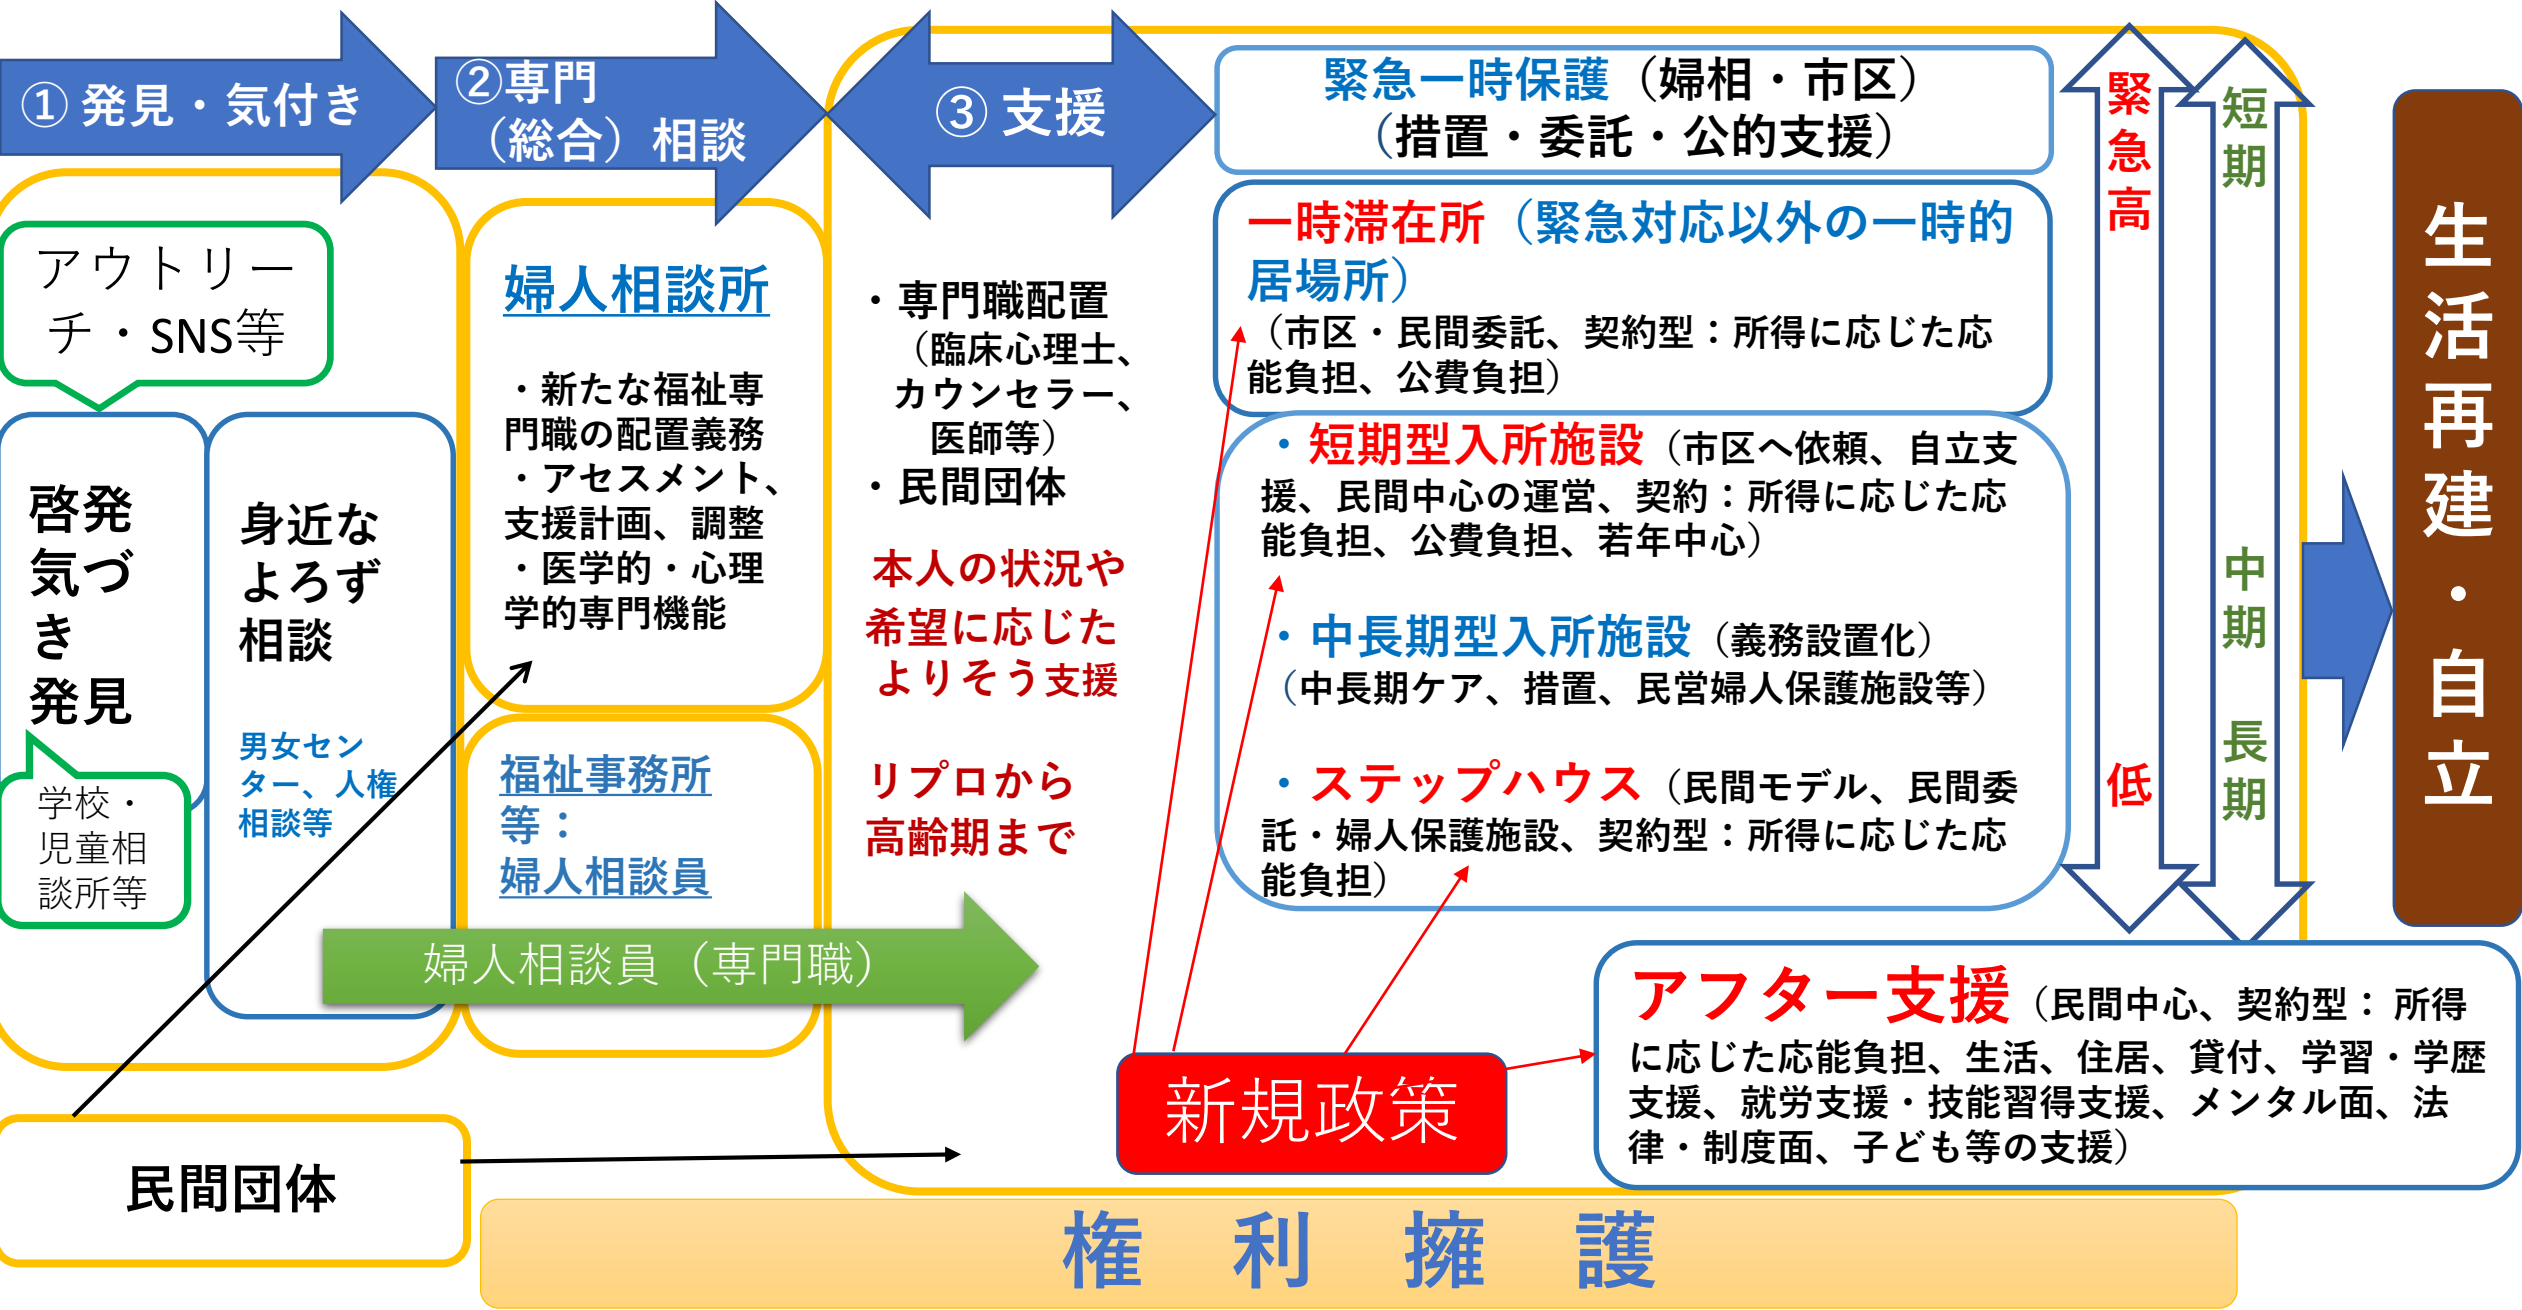 ① 発見・気付き
②専門
（総合）相談
③ 支援
アウトリー
チ・SNS等
啓発
気づ
き
発見
学校・
児童相
談所等
身近な
よろず
相談
男女セン
ター、人権
相談等
婦人相談所
・新たな福祉専
門職の配置義務
・アセスメント、
支援計画、調整
・医学的・心理
学的専門機能
福祉事務所
等：
婦人相談員
婦人相談員（専門職）
民間団体
・専門職配置
（臨床心理士、
カウンセラー、
医師等）
・民間団体
本人の状況や
希望に応じた
よりそう支援
リプロから
高齢期まで
緊急一時保護（婦相・市区）
（措置・委託・公的支援）
一時滞在所（緊急対応以外の一時的
居場所）
（市区・民間委託、契約型：所得に応じた応
能負担、公費負担）
・短期型入所施設（市区へ依頼、自立支
援、民間中心の運営、契約：所得に応じた応
能負担、公費負担、若年中心）
・中長期型入所施設（義務設置化）
（中長期ケア、措置、民営婦人保護施設等）
・ステップハウス（民間モデル、民間委
託・婦人保護施設、契約型：所得に応じた応
能負担）
緊急高
低
短期
中期
長期
新規政策
アフター支援（民間中心、契約型： 所得
に応じた応能負担、生活、住居、貸付、学習・学歴
支援、就労支援・技能習得支援、メンタル面、法
律・制度面、子ども等の支援）
生活再建・自立
権 利 擁 護